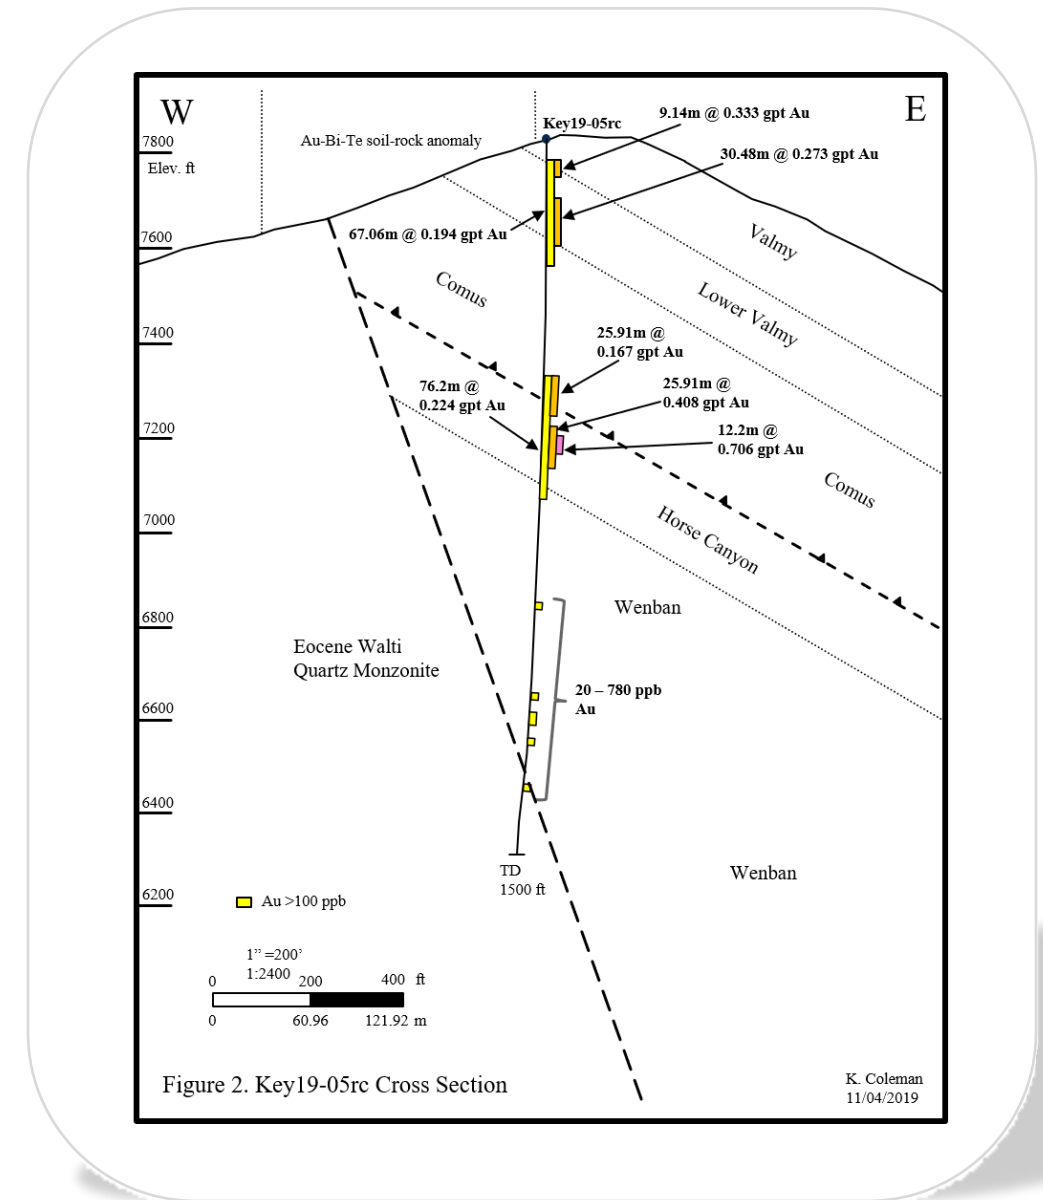 W
E
Key19-05rc
9.14m @ 0.333 gpt Au
Au-Bi-Te soil-rock anomaly
7800
Elev. ft
30.48m @ 0.273 gpt Au
67.06m @ 0.194 gpt Au
7600
Valmy
Comus
Lower Valmy
7400
25.91m @
0.167 gpt Au
76.2m @
0.224 gpt Au
25.91m @
0.408 gpt Au
7200
12.2m @
0.706 gpt Au
Comus
7000
Horse Canyon
6800
Wenban
Eocene Walti
Quartz Monzonite
20 – 780 ppb
Au
6600
6400
TD
1500 ft
Wenban
6200
Au >100 ppb
1” =200’
1:2400
0 200 400 ft
0 60.96 121.92 m
Figure 2. Key19-05rc Cross Section
K. Coleman
11/04/2019